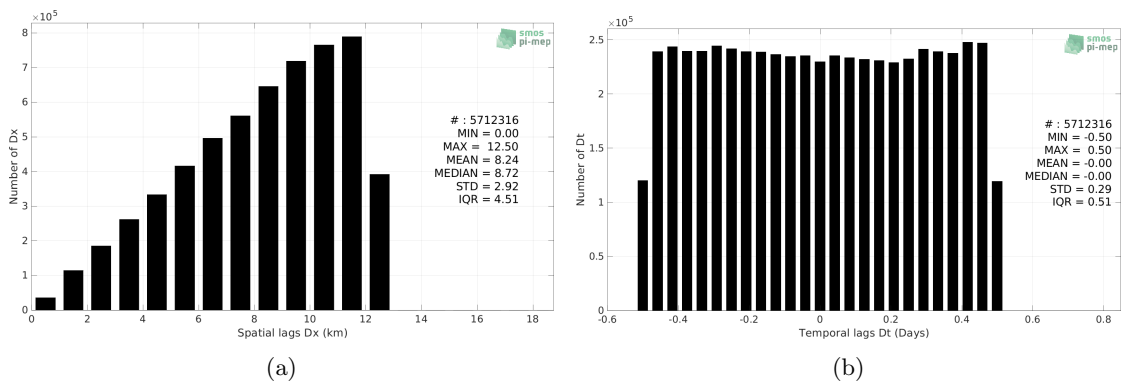 ×10⁵
8
7
6
5
4
3
2
1
0
Number of Dx
0 2 4 6 8 10 12 14 16 18
Spatial lags Dx (km)
smos
pi-mep
# : 5712316
MIN = 0.00
MAX = 12.50
MEAN = 8.24
MEDIAN = 8.72
STD = 2.92
IQR = 4.51
(a)
×10⁵
2.5
2
1.5
1
0.5
0
Number of Dt
-0.6 -0.4 -0.2 0 0.2 0.4 0.6 0.8
Temporal lags Dt (Days)
smos
pi-mep
# : 5712316
MIN = -0.50
MAX = 0.50
MEAN = -0.00
MEDIAN = -0.00
STD = 0.29
IQR = 0.51
(b)